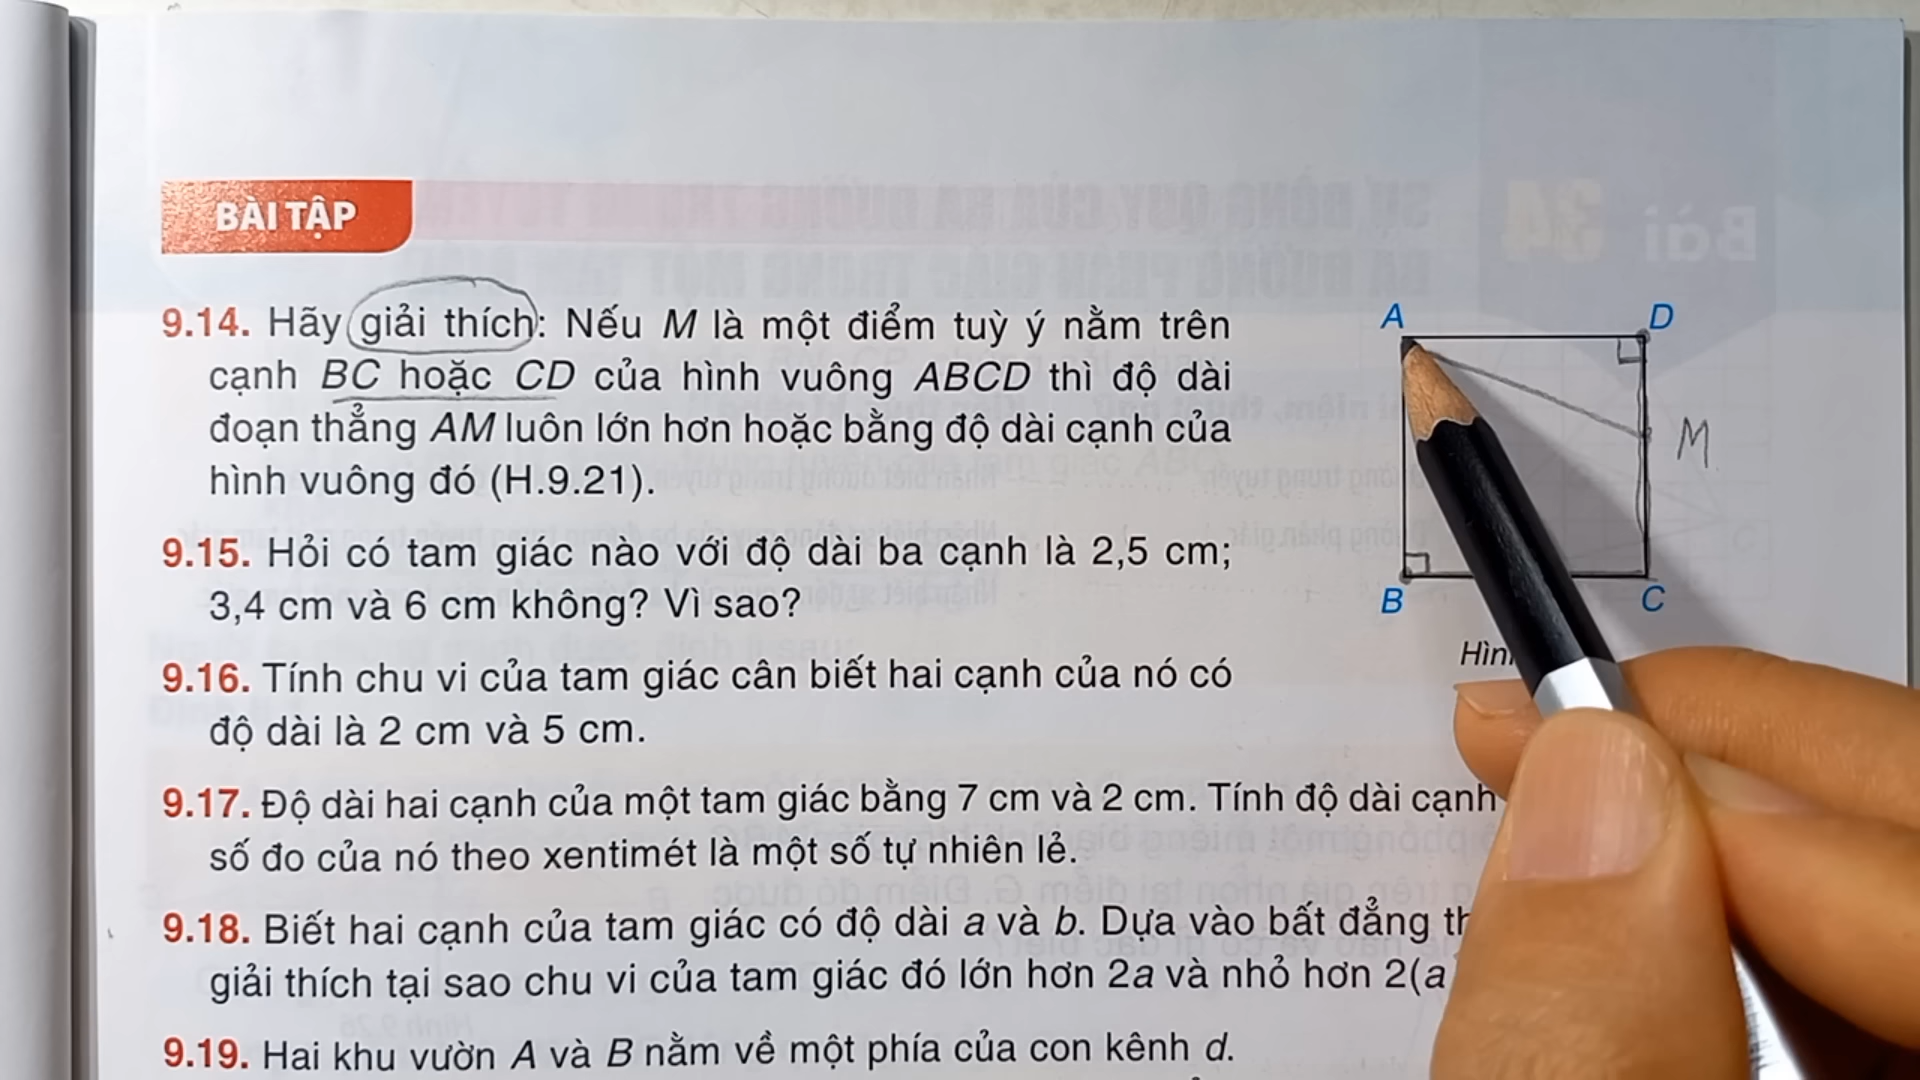 BÀI TẬP
9.14. Hãy giải thích: Nếu M là một điểm tuỳ ý nằm trên
cạnh BC hoặc CD của hình vuông ABCD thì độ dài
đoạn thẳng AM luôn lớn hơn hoặc bằng độ dài cạnh của
hình vuông đó (H.9.21).
A
D
M
B
C
9.15. Hỏi có tam giác nào với độ dài ba cạnh là 2,5 cm;
3,4 cm và 6 cm không? Vì sao?
9.16. Tính chu vi của tam giác cân biết hai cạnh của nó có
độ dài là 2 cm và 5 cm.
9.17. Độ dài hai cạnh của một tam giác bằng 7 cm và 2 cm. Tính độ dài cạnh
số đo của nó theo xentimét là một số tự nhiên lẻ.
9.18. Biết hai cạnh của tam giác có độ dài a và b. Dựa vào bất đẳng
giải thích tại sao chu vi của tam giác đó lớn hơn 2a và nhỏ hơn 2(a
9.19. Hai khu vườn A và B nằm về một phía của con kênh d.